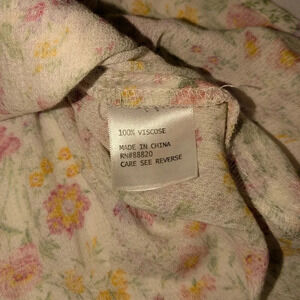 100% VISCOSE
MADE IN CHINA
RN#88820
CARE SEE REVERSE